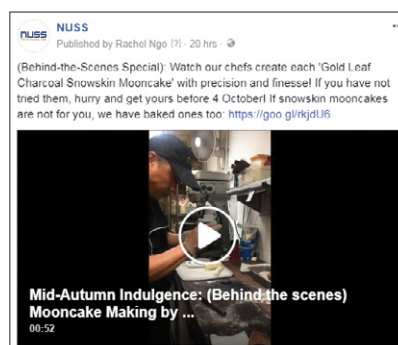 nuss
NUSS
Published by Rachel Ngo [?] · 20 hrs ·
(Behind-the-Scenes Special): Watch our chefs create each 'Gold Leaf
Charcoal Snowskin Mooncake' with precision and finesse! If you have not
tried them, hurry and get yours before 4 October! If snowskin mooncakes
are not for you, we have baked ones too: https://goo.gl/rkjdU6
Mid-Autumn Indulgence: (Behind the scenes)
Mooncake Making by ...
00:52